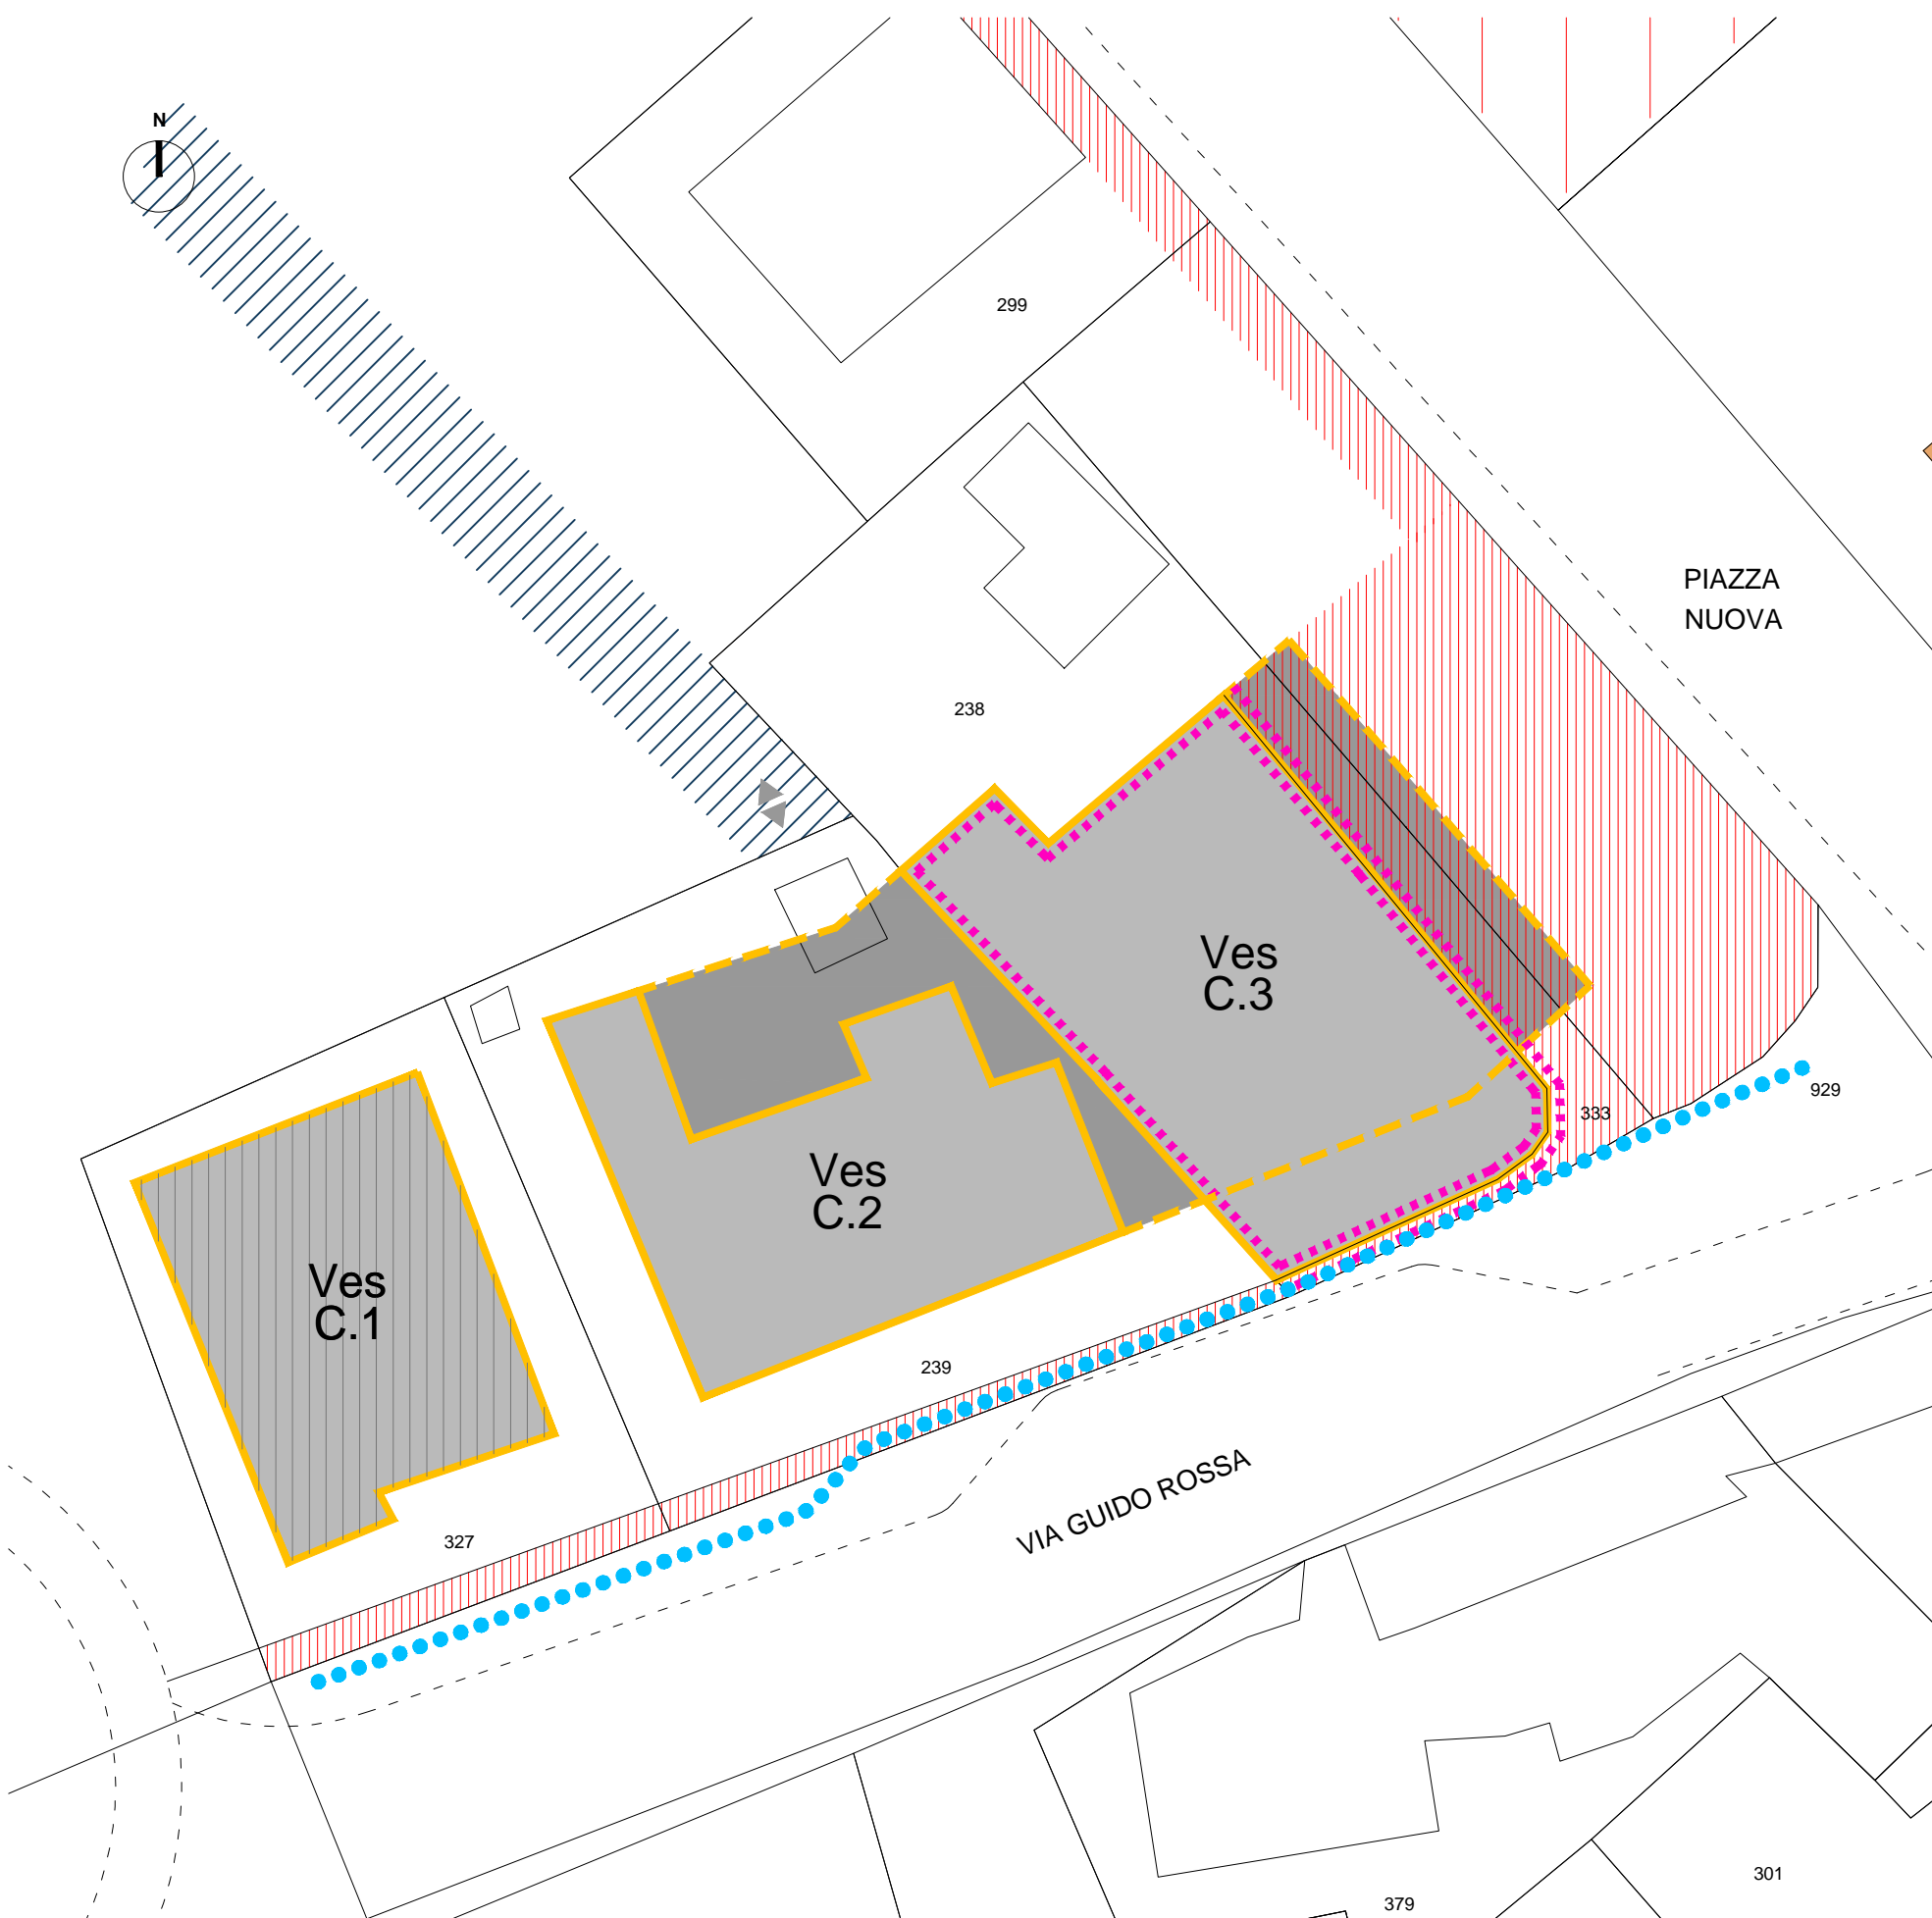 N
299
PIAZZA
NUOVA
238
Ves
C.3
929
333
Ves
C.2
Ves
C.1
239
VIA GUIDO ROSSA
327
301
379